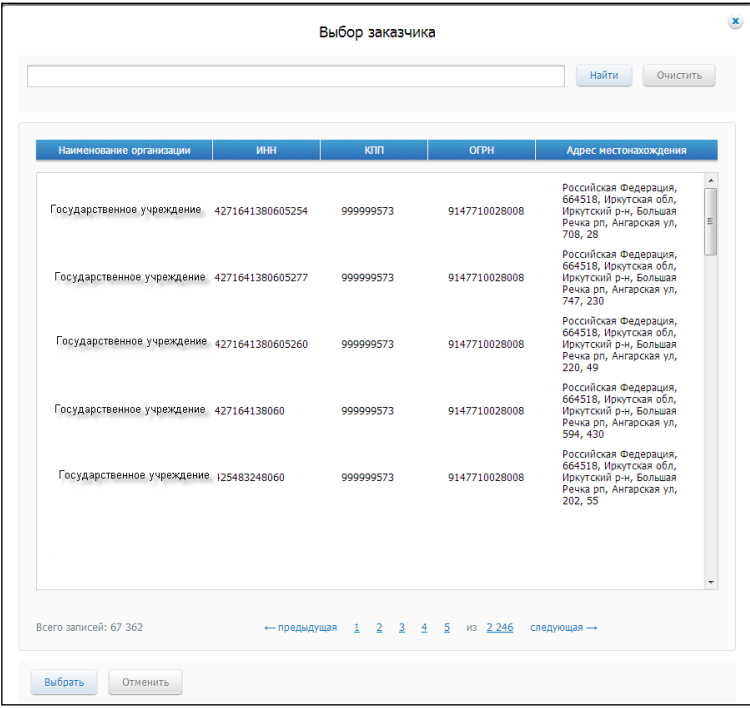 Выбор заказчика
Найти
Очистить
Наименование организации ИНН КПП ОГРН Адрес местонахождения
Государственное учреждение 4271641380605254 999999573 9147710028008
Российская Федерация,
664518, Иркутская обл,
Иркутский р-н, Большая
Речка рп, Ангарская ул,
708, 28
Государственное учреждение 4271641380605277 999999573 9147710028008
Российская Федерация,
664518, Иркутская обл,
Иркутский р-н, Большая
Речка рп, Ангарская ул,
747, 230
Государственное учреждение 4271641380605260 999999573 9147710028008
Российская Федерация,
664518, Иркутская обл,
Иркутский р-н, Большая
Речка рп, Ангарская ул,
220, 49
Государственное учреждение 427164138060 999999573 9147710028008
Российская Федерация,
664518, Иркутская обл,
Иркутский р-н, Большая
Речка рп, Ангарская ул,
594, 430
Государственное учреждение 425483248060 999999573 9147710028008
Российская Федерация,
664518, Иркутская обл,
Иркутский р-н, Большая
Речка рп, Ангарская ул,
202, 55
Всего записей: 67 362 ← предыдущая 1 2 3 4 5 из 2 246 следующая →
Выбрать
Отменить